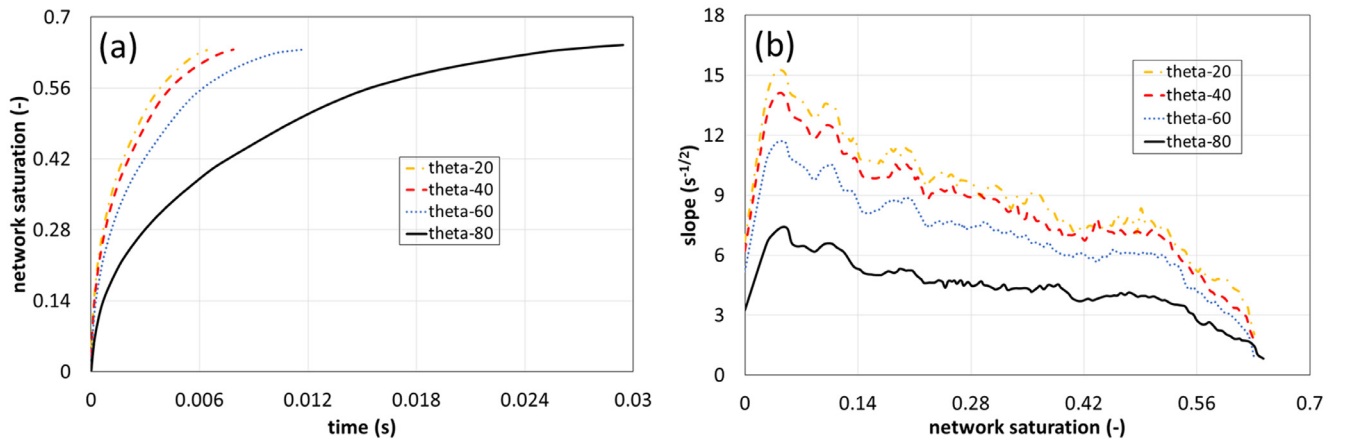 (a)
network saturation (-)
0.7
0.56
0.42
0.28
0.14
0
0 0.006 0.012 0.018 0.024 0.03
time (s)
theta-20
theta-40
theta-60
theta-80
(b)
slope (s-1/2)
18
15
12
9
6
3
0
0 0.14 0.28 0.42 0.56 0.7
network saturation (-)
theta-20
theta-40
theta-60
theta-80